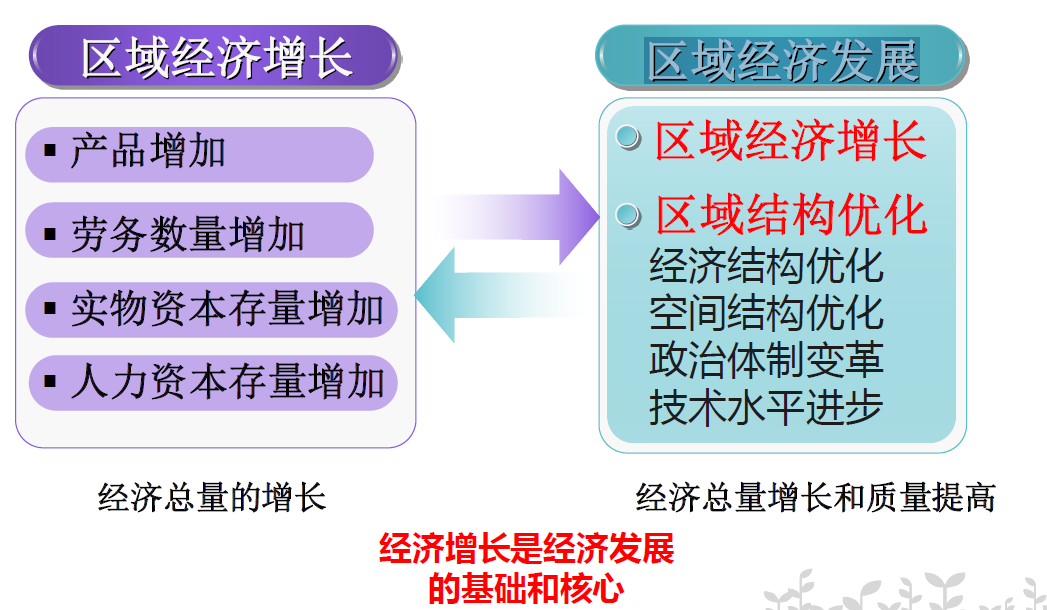 区域经济增长
▪ 产品增加
▪ 劳务数量增加
▪ 实物资本存量增加
▪ 人力资本存量增加
经济总量的增长
区域经济发展
区域经济增长
区域结构优化
经济结构优化
空间结构优化
政治体制变革
技术水平进步
经济总量增长和质量提高
经济增长是经济发展
的基础和核心